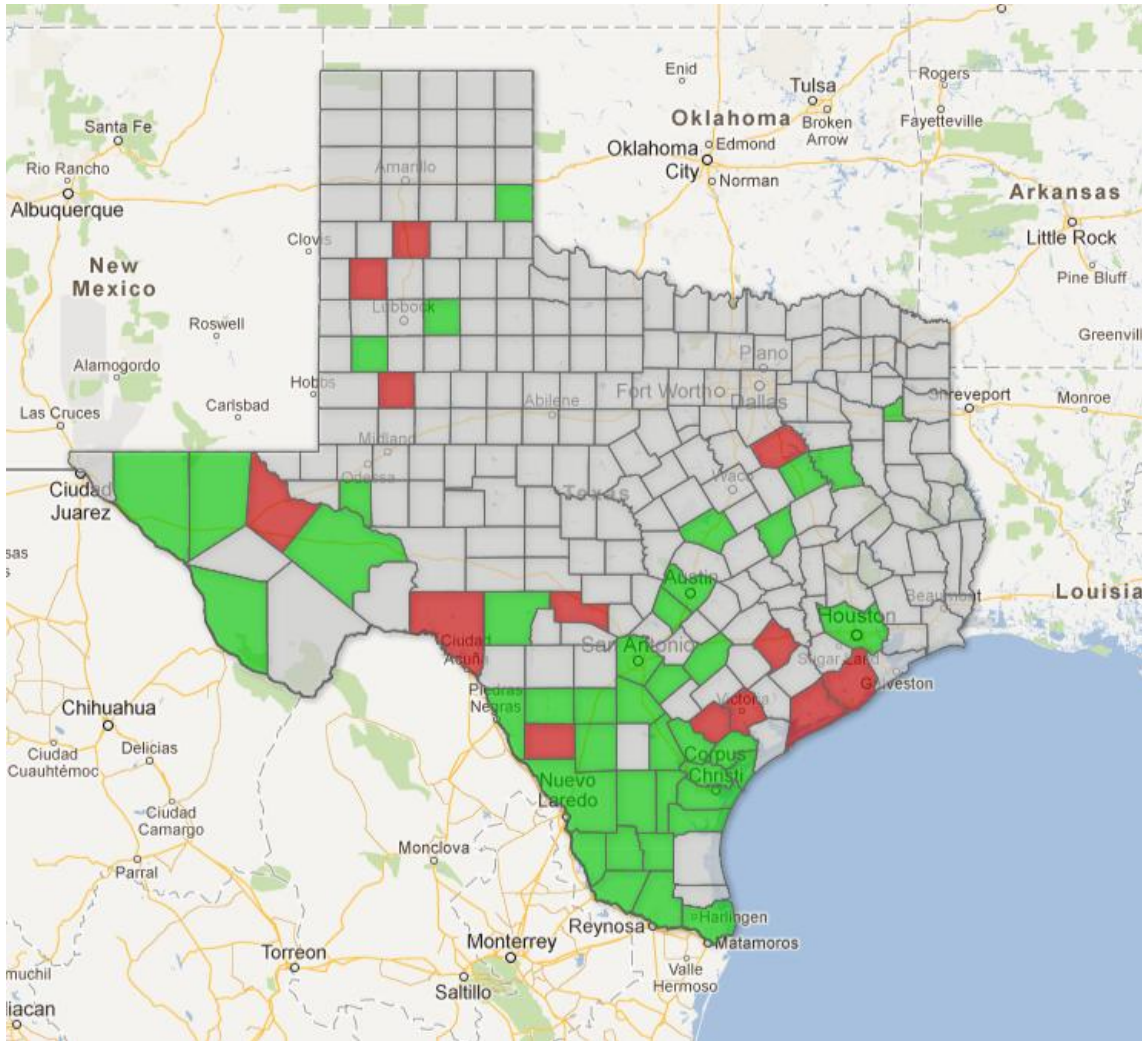 Enid
Rogers
Tulsa
Santa Fe
Oklahoma
Broken
Arrow
Fayetteville
Edmond
Rio Rancho
Amarillo
Oklahoma
City
Norman
Albuquerque
Arkansas
Clovis
Little Rock
New
Mexico
Pine Bluff
Lubbock
Roswell
Greenvill
Plano
Alamogordo
Hobbs
Fort Worth
Dallas
Shreveport
Monroe
Las Cruces
Carlsbad
Abilene
Midland
Odessa
Ciudad
Juarez
Waco
Texas
sas
s
Austin
Beaumont
Louisia
Houston
Ciudad
Acuña
San Antonio
Sugar Land
Galveston
Piedras
Negras
Victoria
Chihuahua
Ciudad
Cuauhtémoc
Delicias
Corpus
Christi
Nuevo
Laredo
Ciudad
Camargo
Monclova
Parral
Harlingen
Reynosa
Matamoros
Monterrey
Torreon
Valle
Hermoso
muchil
Saltillo
liacan